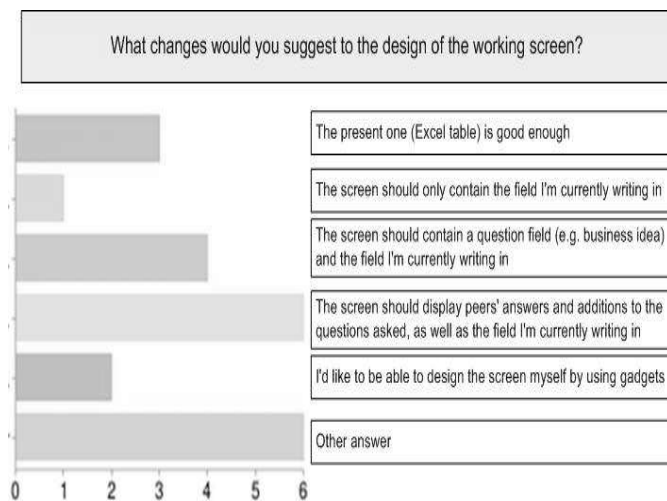 What changes would you suggest to the design of the working screen?
The present one (Excel table) is good enough
The screen should only contain the field I'm currently writing in
The screen should contain a question field (e.g. business idea)
and the field I'm currently writing in
The screen should display peers' answers and additions to the
questions asked, as well as the field I'm currently writing in
I'd like to be able to design the screen myself by using gadgets
Other answer
0 1 2 3 4 5 6